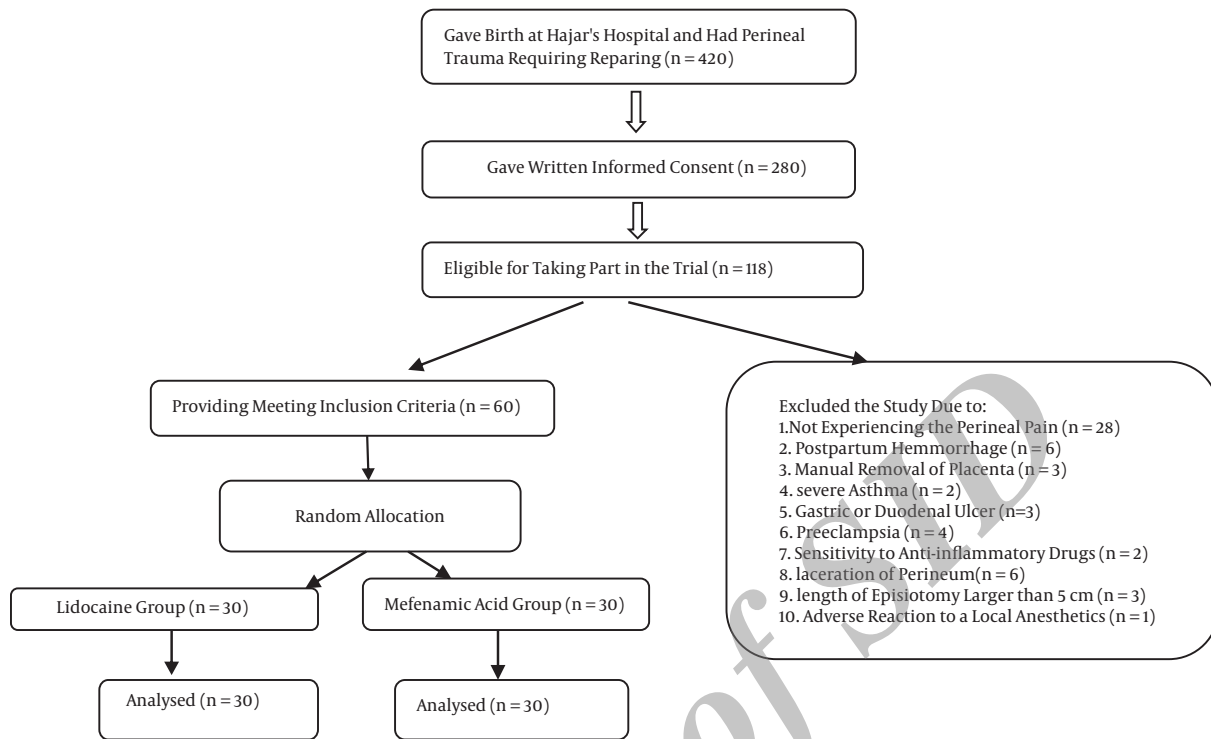 Gave Birth at Hajar's Hospital and Had Perineal
Trauma Requiring Reparing (n = 420)
Gave Written Informed Consent (n = 280)
Eligible for Taking Part in the Trial (n = 118)
Providing Meeting Inclusion Criteria (n = 60)
Random Allocation
Lidocaine Group (n = 30)
Mefenamic Acid Group (n = 30)
Analysed (n = 30)
Analysed (n = 30)
Excluded the Study Due to:
1.Not Experiencing the Perineal Pain (n = 28)
2. Postpartum Hemmorrhage (n = 6)
3. Manual Removal of Placenta (n = 3)
4. severe Asthma (n = 2)
5. Gastric or Duodenal Ulcer (n=3)
6. Preeclampsia (n = 4)
7. Sensitivity to Anti-inflammatory Drugs (n = 2)
8. laceration of Perineum(n = 6)
9. length of Episiotomy Larger than 5 cm (n = 3)
10. Adverse Reaction to a Local Anesthetics (n = 1)
of SID